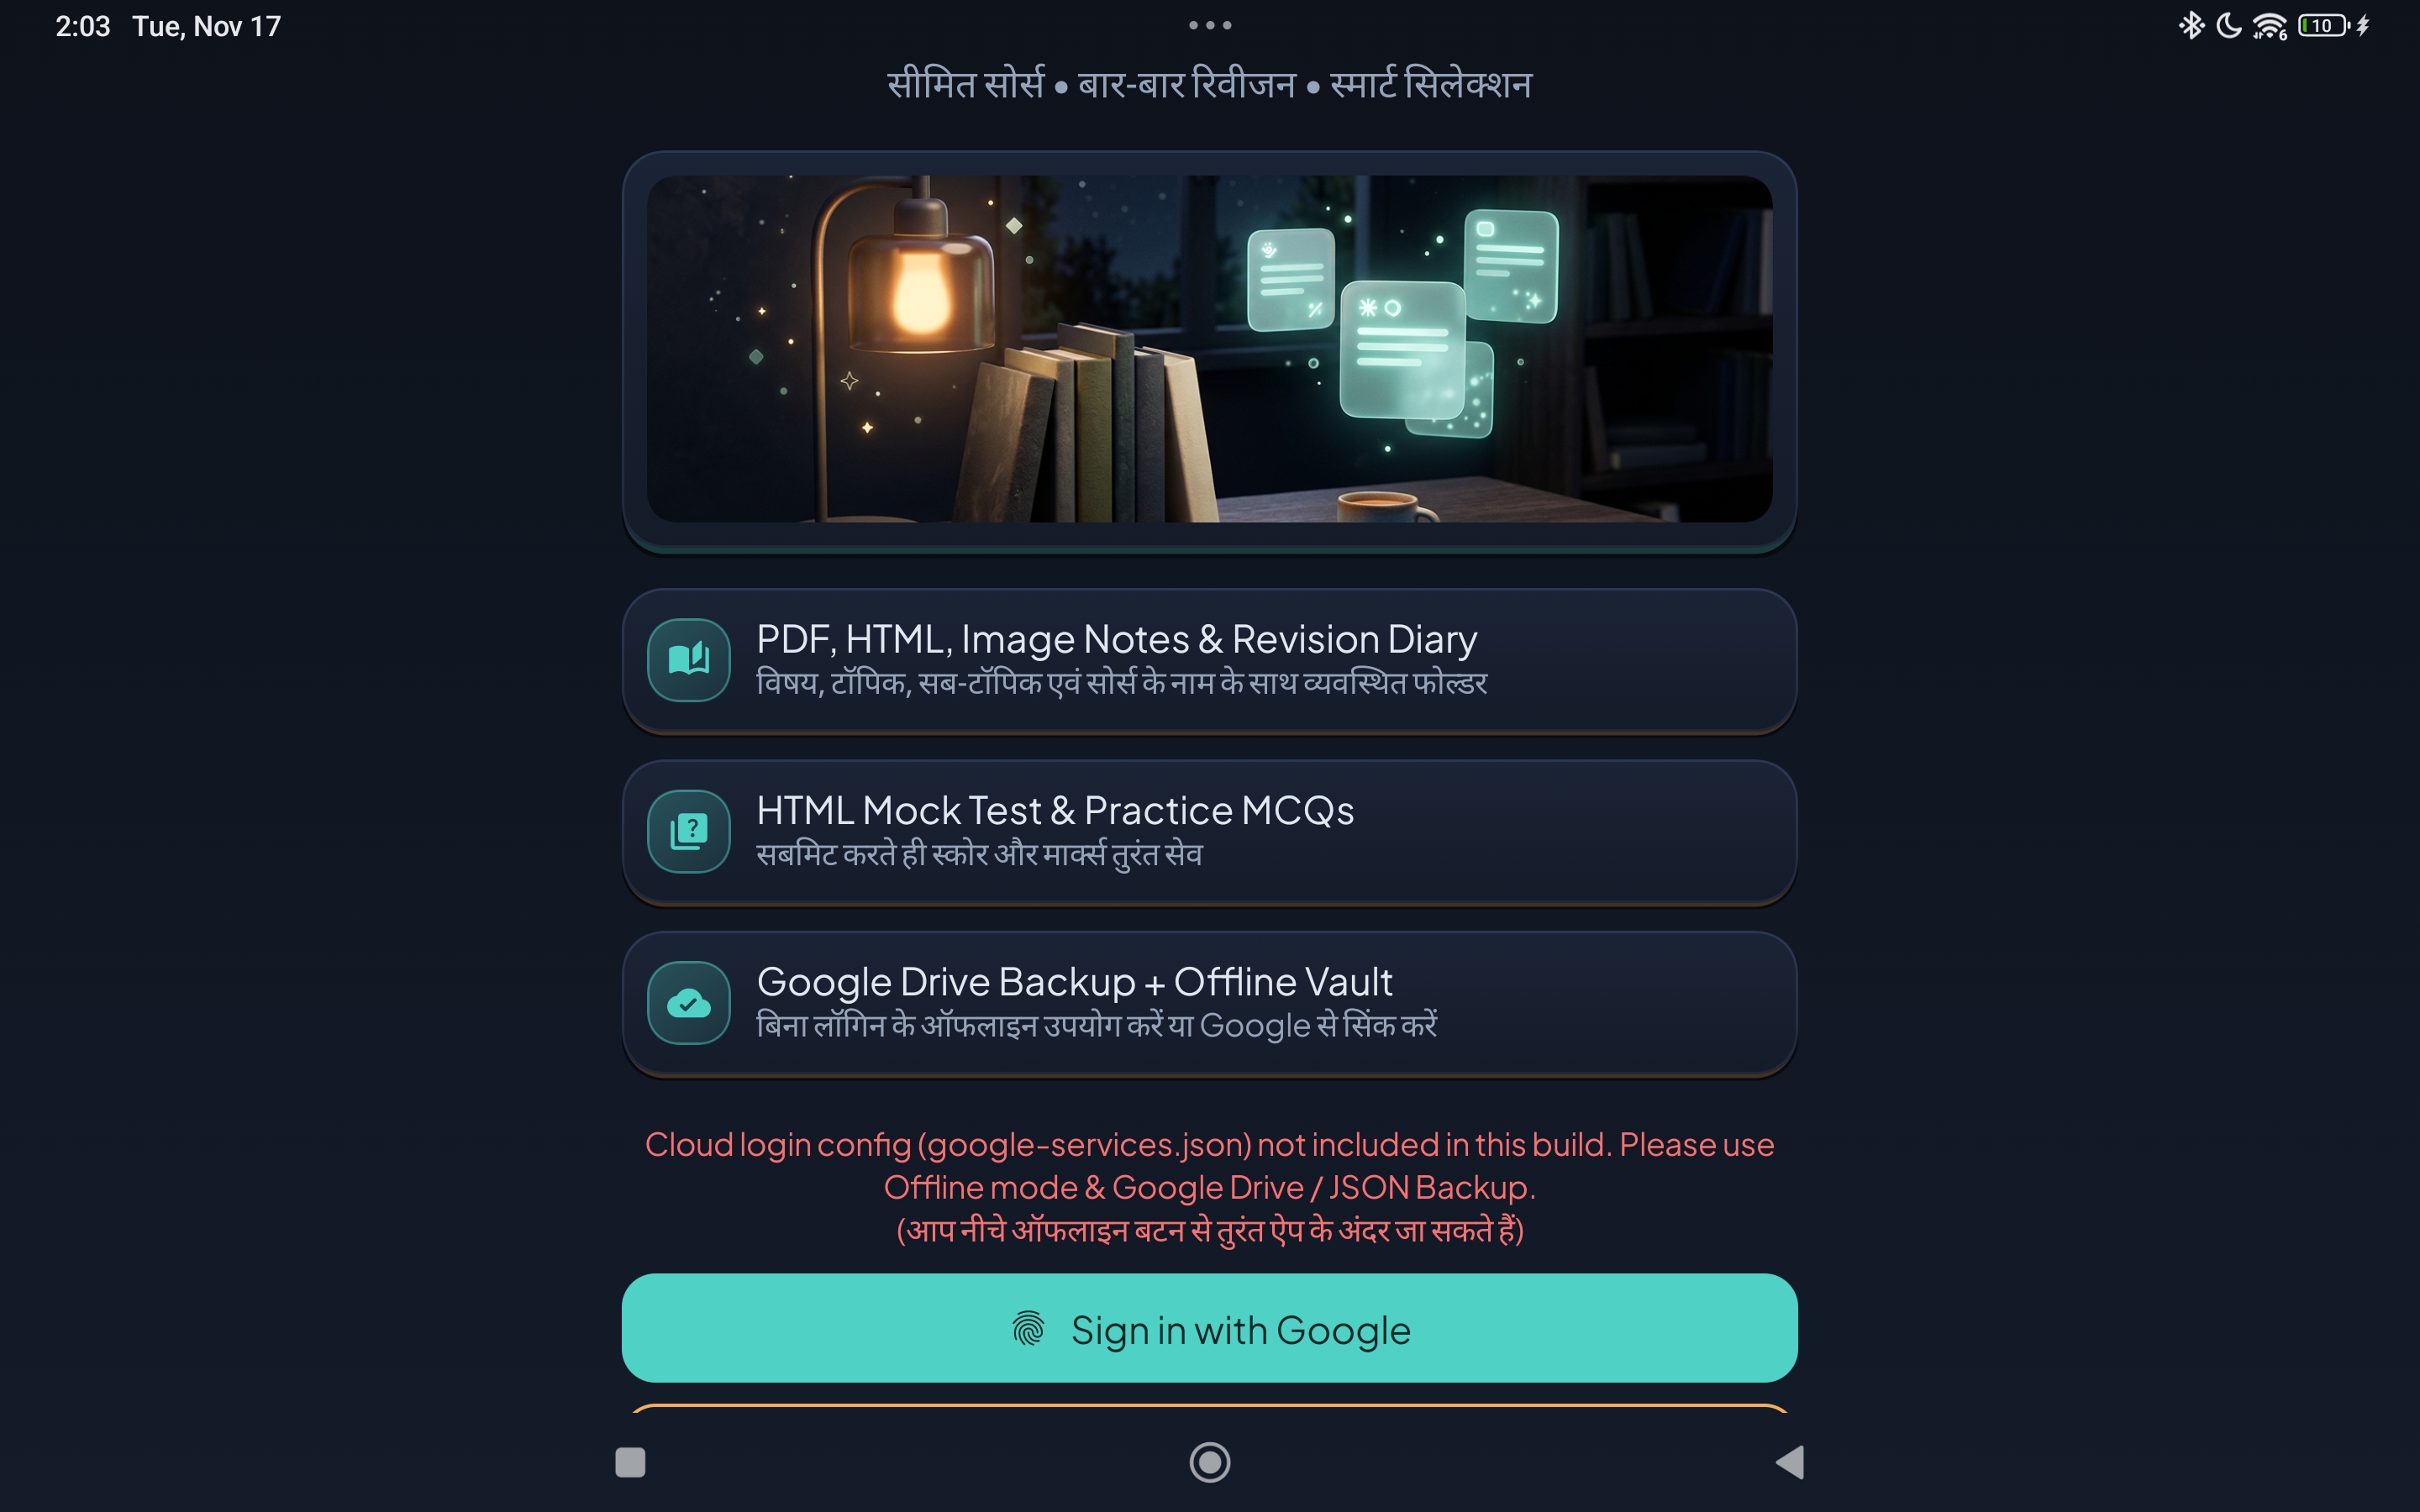 2:03 Tue, Nov 17
10
सीमित सोर्स • बार-बार रिवीजन • स्मार्ट सिलेक्शन
PDF, HTML, Image Notes & Revision Diary
विषय, टॉपिक, सब-टॉपिक एवं सोर्स के नाम के साथ व्यवस्थित फोल्डर
HTML Mock Test & Practice MCQs
सबमिट करते ही स्कोर और मार्क्स तुरंत सेव
Google Drive Backup + Offline Vault
बिना लॉगिन के ऑफलाइन उपयोग करें या Google से सिंक करें
Cloud login config (google-services.json) not included in this build. Please use
Offline mode & Google Drive / JSON Backup.
(आप नीचे ऑफलाइन बटन से तुरंत ऐप के अंदर जा सकते हैं)
Sign in with Google